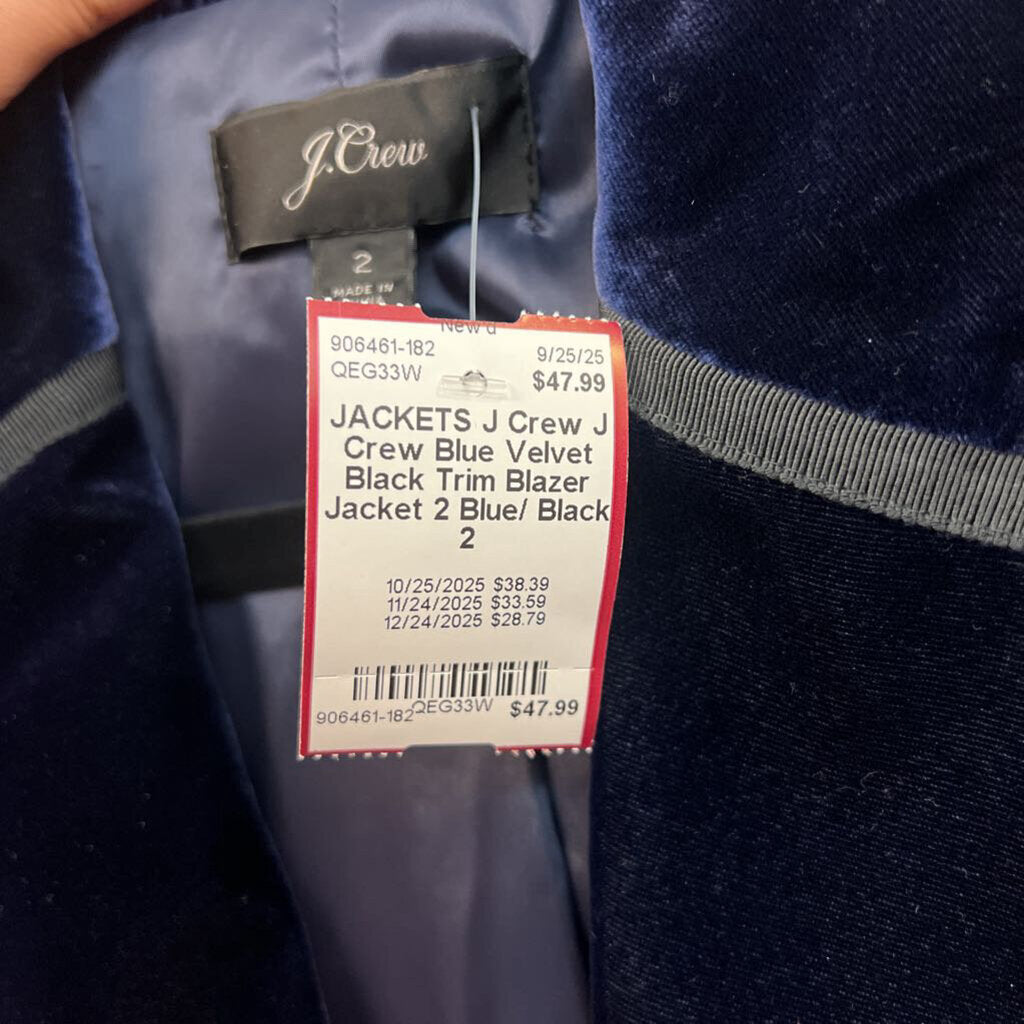 J.Crew
2
MADE IN
New'd
906461-182
9/25/25
QEG33W
$47.99
JACKETS J Crew J
Crew Blue Velvet
Black Trim Blazer
Jacket 2 Blue/ Black
2
10/25/2025 $38.39
11/24/2025 $33.59
12/24/2025 $28.79
906461-182 QEG33W $47.99